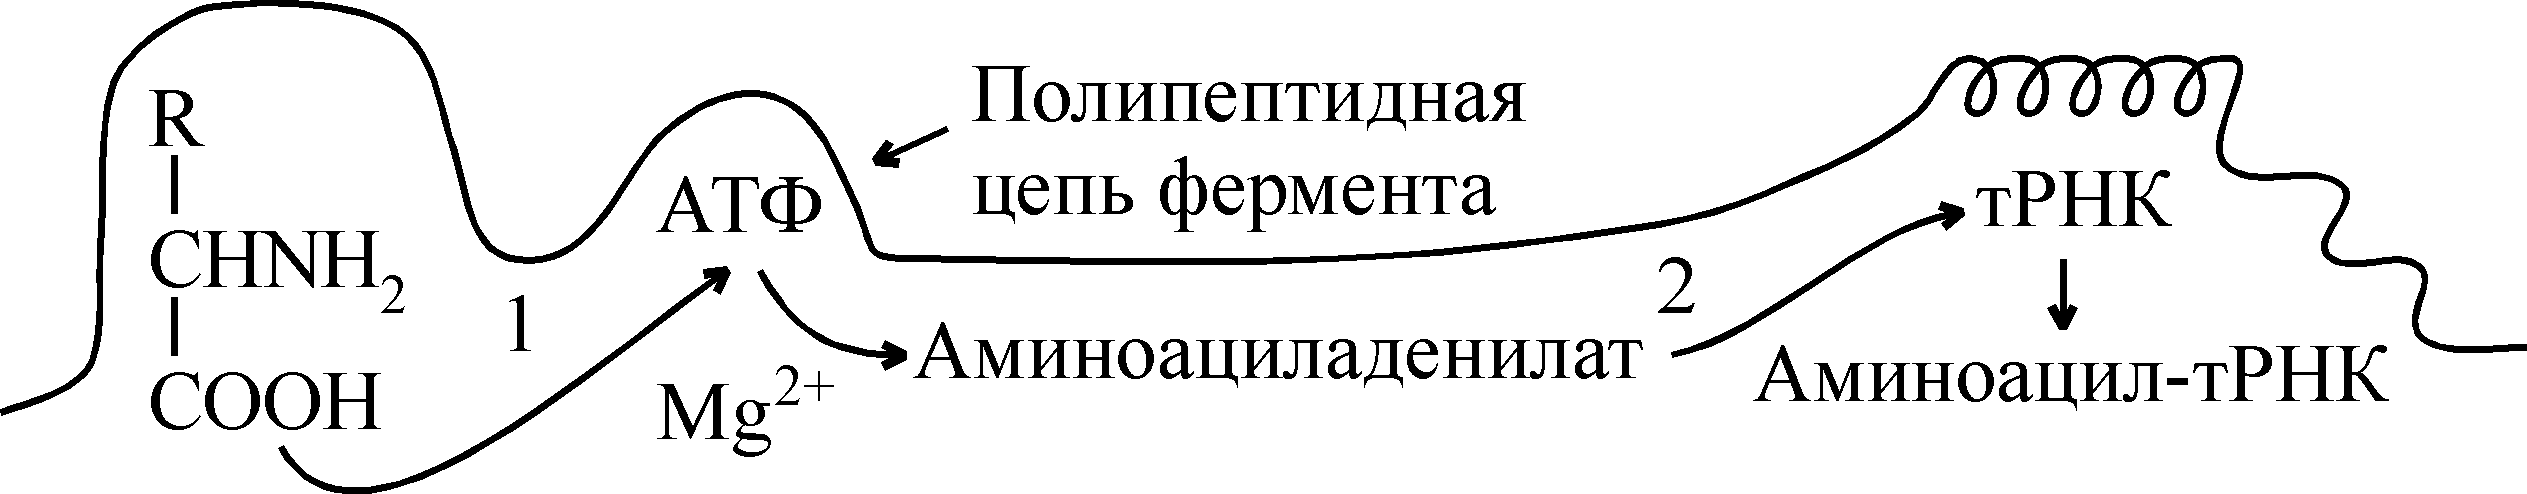 R
CHNH2
COOH
1
АТФ
Mg2+
Полипептидная
цепь фермента
Аминоациладенилат
2
тРНК
Аминоацил-тРНК